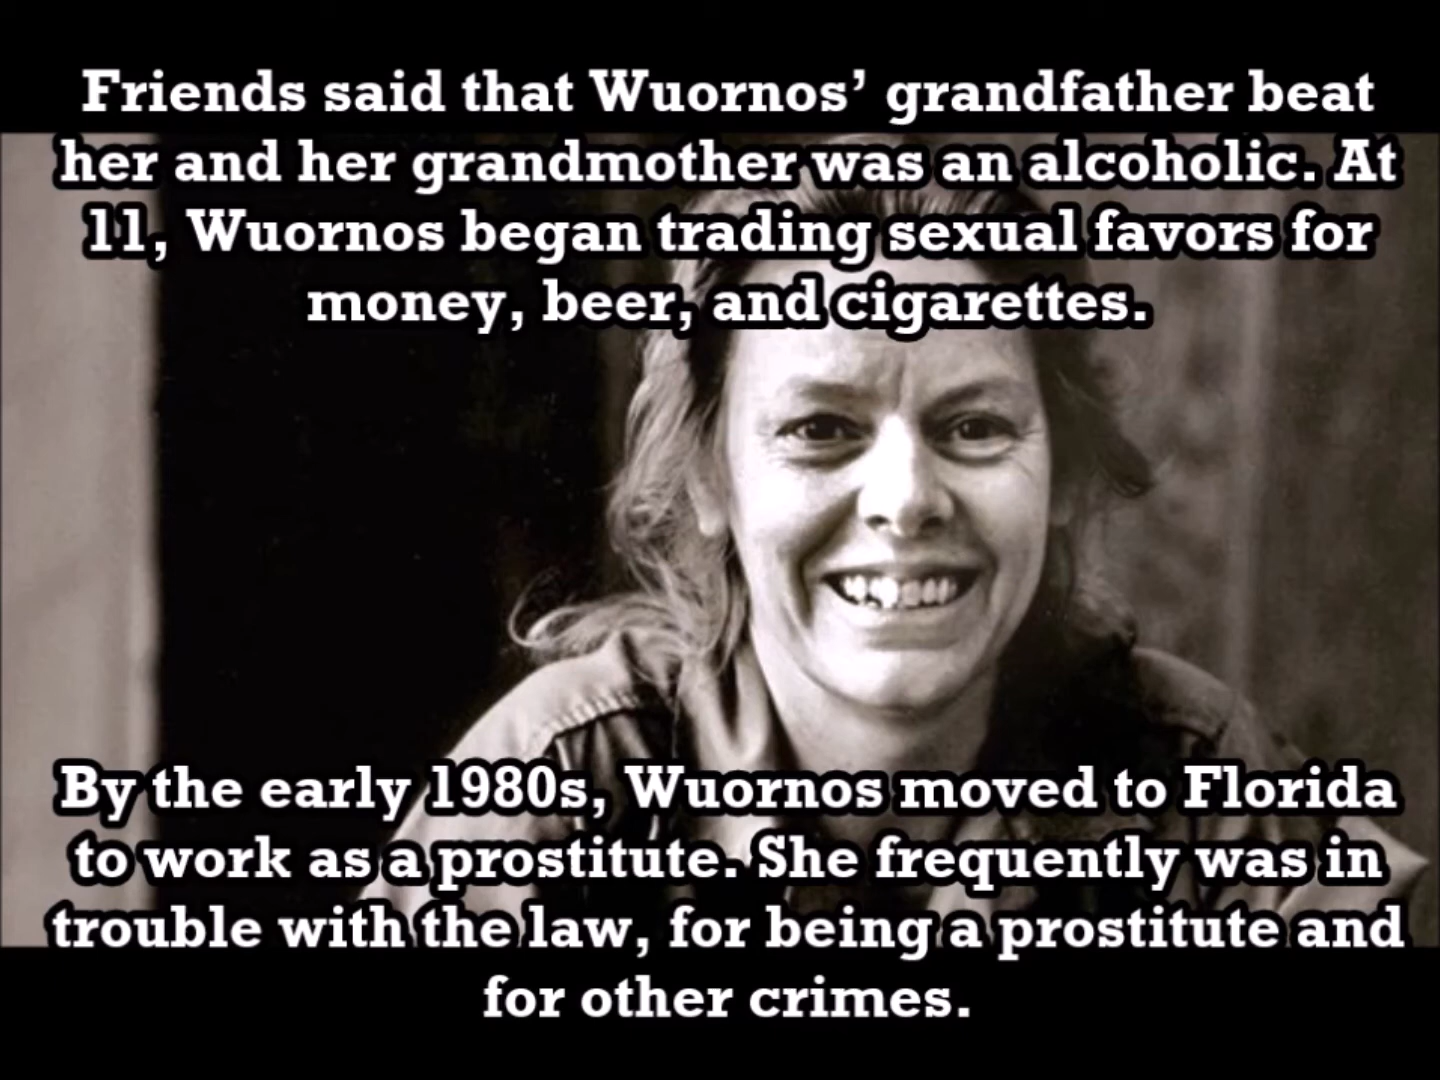 Friends said that Wuornos’ grandfather beat
her and her grandmother was an alcoholic. At
11, Wuornos began trading sexual favors for
money, beer, and cigarettes.
By the early 1980s, Wuornos moved to Florida
to work as a prostitute. She frequently was in
trouble with the law, for being a prostitute and
for other crimes.